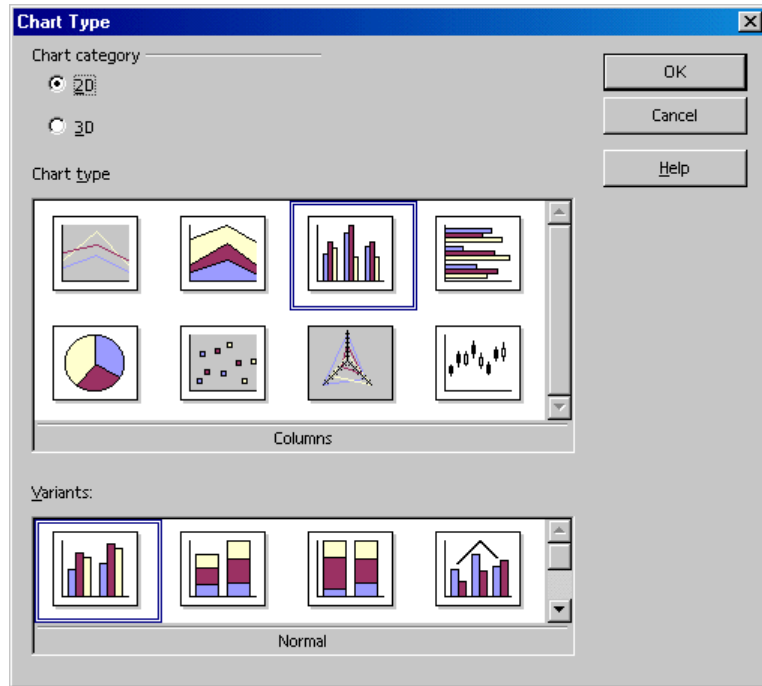 Chart Type
Chart category
2D
3D
OK
Cancel
Help
Chart type
Columns
Variants:
Normal